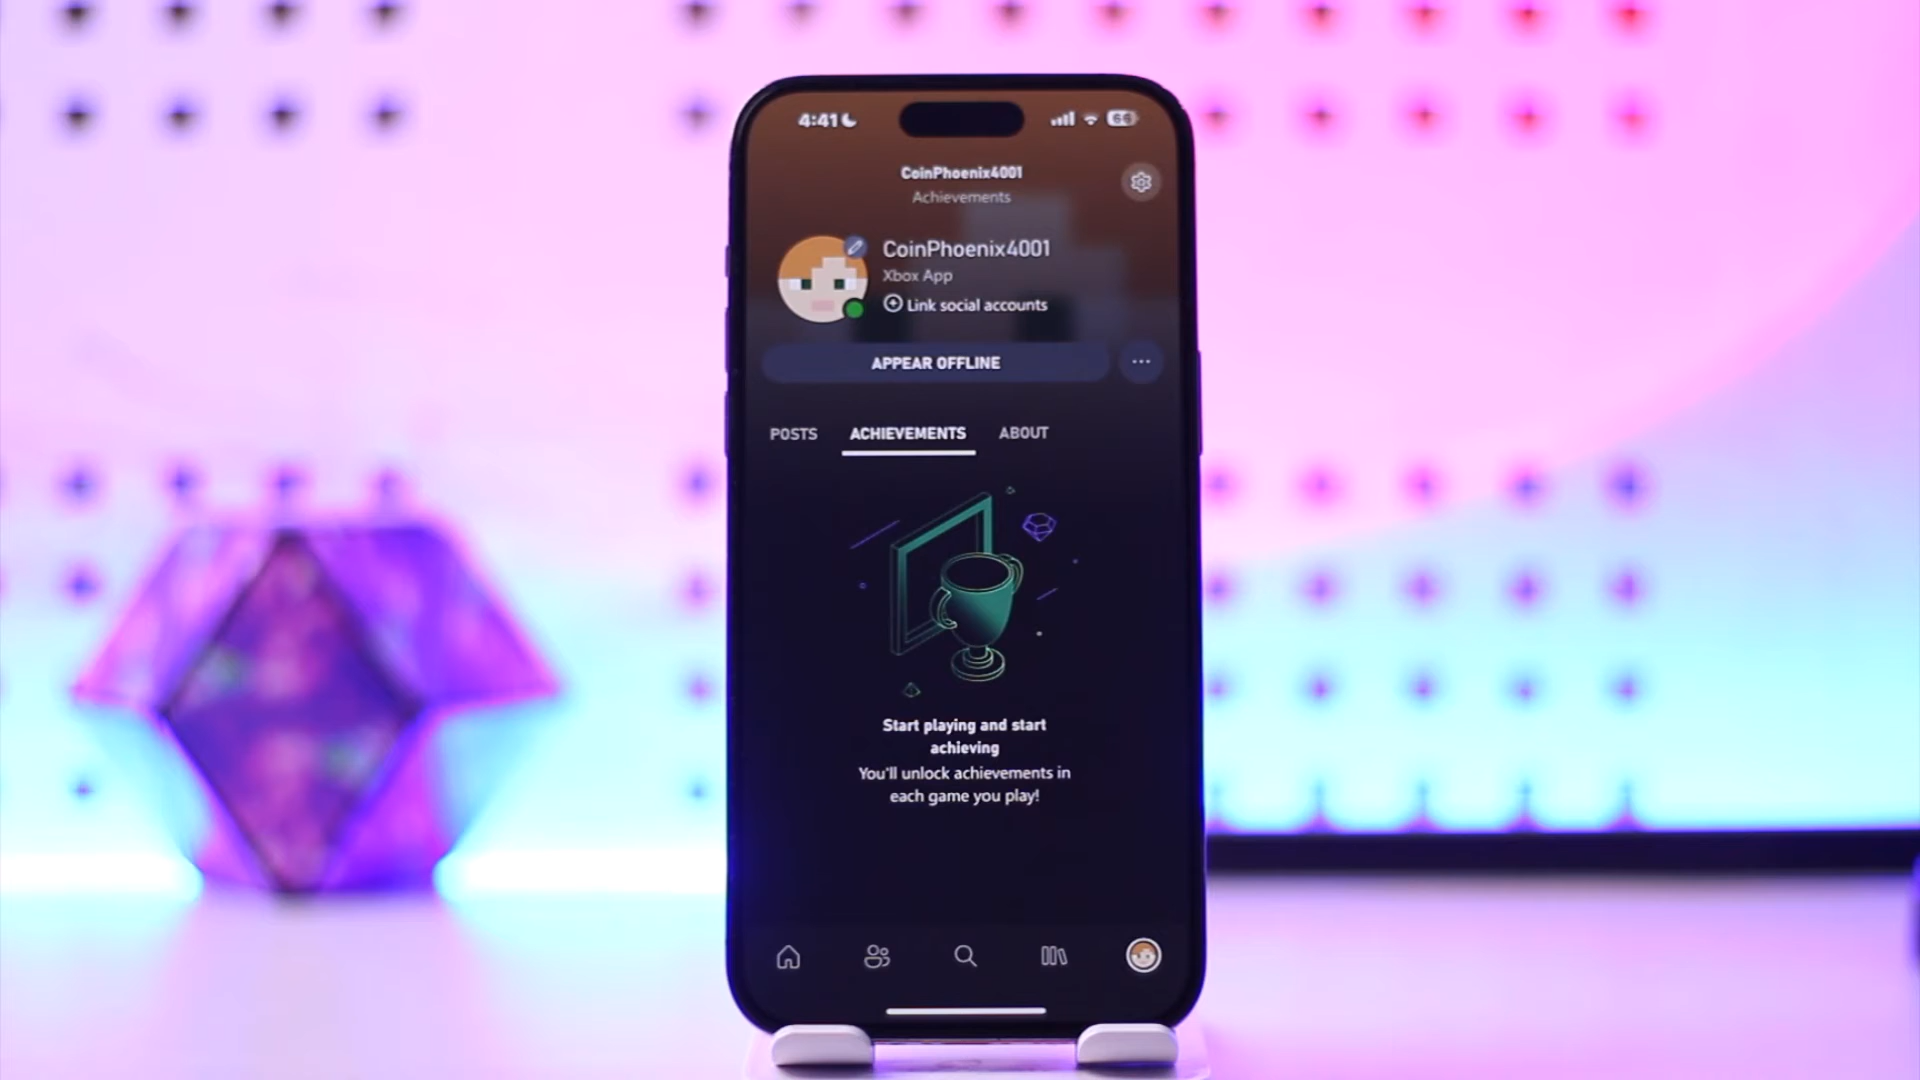 4:41
66
CoinPhoenix4001
Achievements
CoinPhoenix4001
Xbox App
Link social accounts
APPEAR OFFLINE
POSTS
ACHIEVEMENTS
ABOUT
Start playing and start
achieving
You'll unlock achievements in
each game you play!